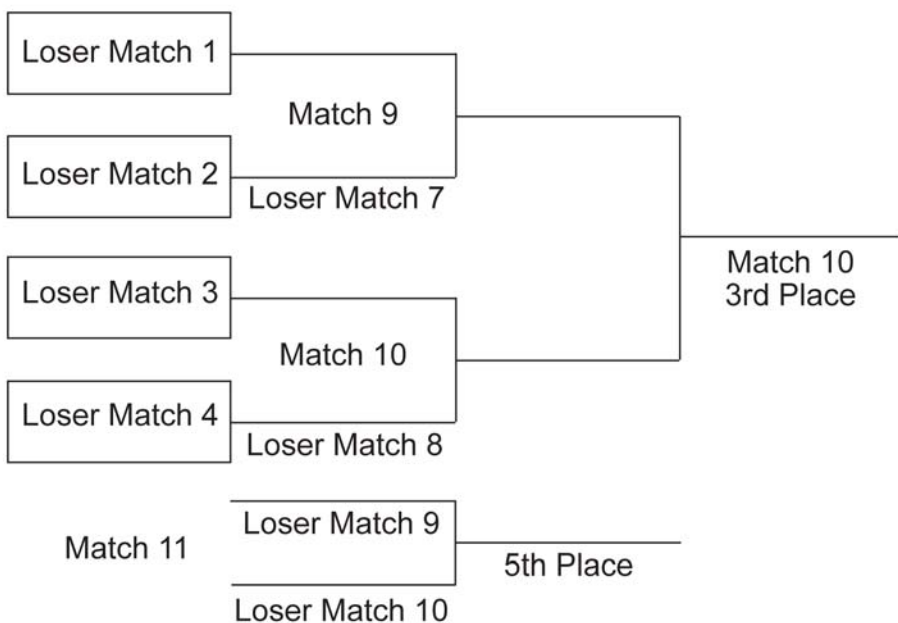 Loser Match 1
Match 9
Loser Match 2
Loser Match 7
Loser Match 3
Match 10
3rd Place
Match 10
Loser Match 4
Loser Match 8
Loser Match 9
Match 11
5th Place
Loser Match 10